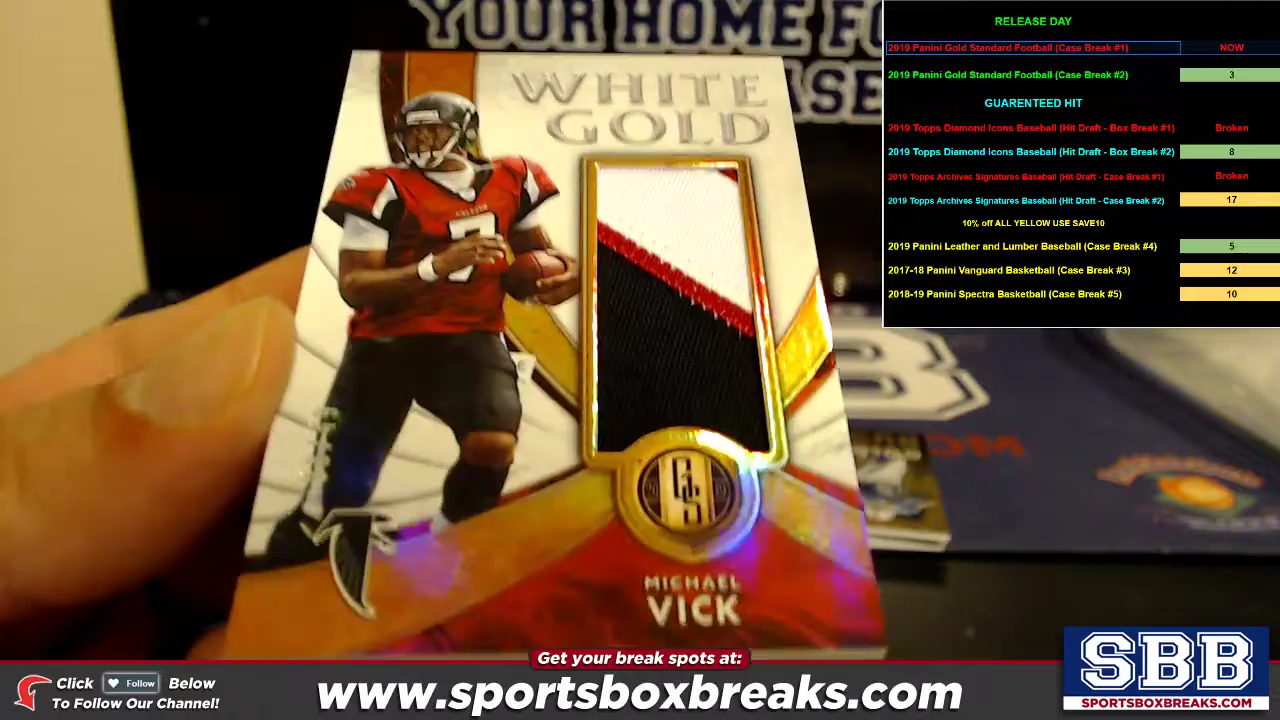 YOUR HOME FO
ASE
WHITE
GOLD
7
MICHAEL
VICK
RELEASE DAY
2019 Panini Gold Standard Football (Case Break #1) NOW
2019 Panini Gold Standard Football (Case Break #2) 3
GUARENTEED HIT
2019 Topps Diamond Icons Baseball (Hit Draft - Box Break #1) Broken
2019 Topps Diamond Icons Baseball (Hit Draft - Box Break #2) 8
2019 Topps Archives Signatures Baseball (Hit Draft - Case Break #1) Broken
2019 Topps Archives Signatures Baseball (Hit Draft - Case Break #2) 17
10% off ALL YELLOW USE SAVE10
2019 Panini Leather and Lumber Baseball (Case Break #4) 5
2017-18 Panini Vanguard Basketball (Case Break #3) 12
2018-19 Panini Spectra Basketball (Case Break #5) 10
B
OM
Get your break spots at:
Click Follow Below
To Follow Our Channel!
www.sportsboxbreaks.com
SBB
SPORTSBOXBREAKS.COM